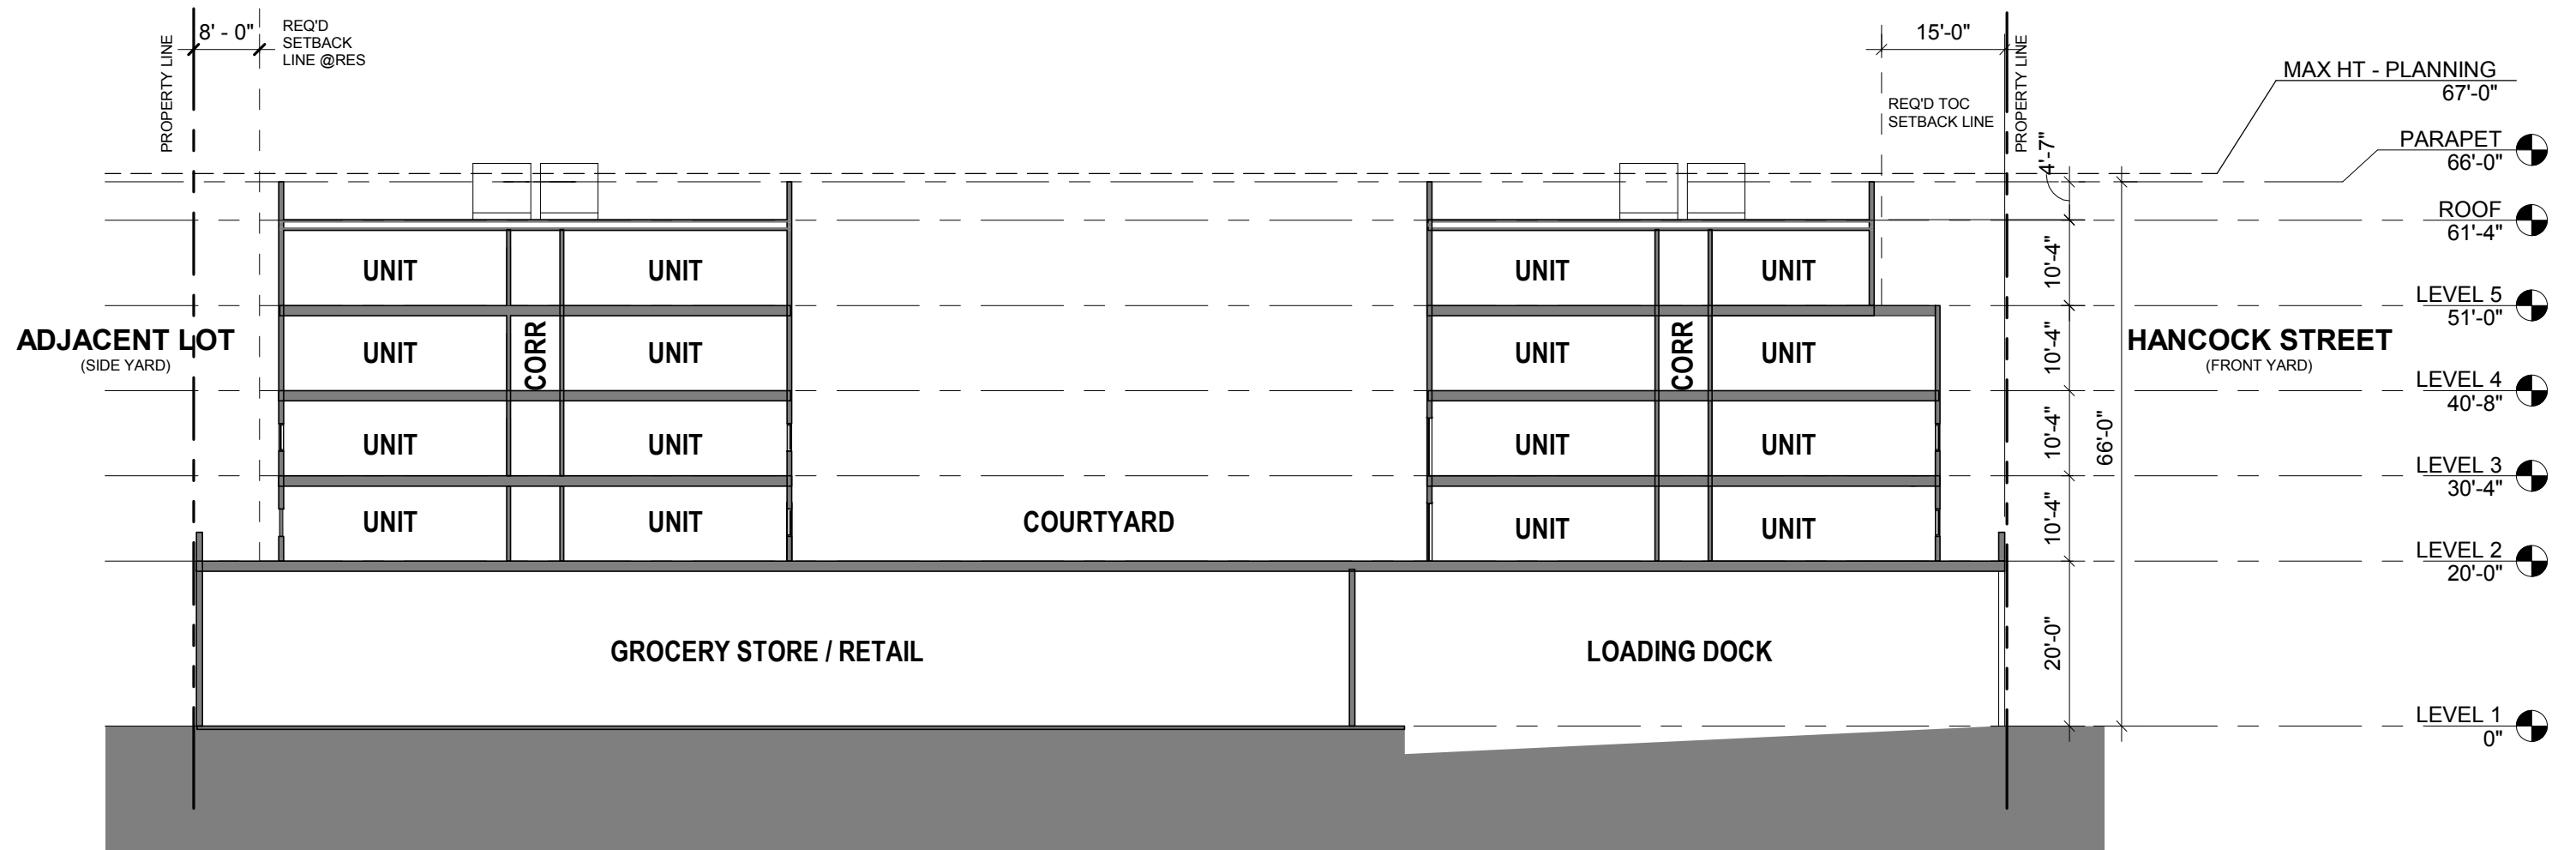 8' - 0"
REQ'D
SETBACK
LINE @RES
PROPERTY LINE
15'-0"
PROPERTY LINE
REQ'D TOC
SETBACK LINE
MAX HT - PLANNING
67'-0"
PARAPET
66'-0"
4'-7"
ROOF
61'-4"
UNIT
UNIT
UNIT
UNIT
10'-4"
LEVEL 5
51'-0"
ADJACENT LOT
(SIDE YARD)
UNIT
CORR
UNIT
UNIT
CORR
UNIT
10'-4"
HANCOCK STREET
(FRONT YARD)
LEVEL 4
40'-8"
UNIT
UNIT
UNIT
UNIT
10'-4"
66'-0"
LEVEL 3
30'-4"
UNIT
UNIT
COURTYARD
UNIT
UNIT
10'-4"
LEVEL 2
20'-0"
GROCERY STORE / RETAIL
LOADING DOCK
20'-0"
LEVEL 1
0"